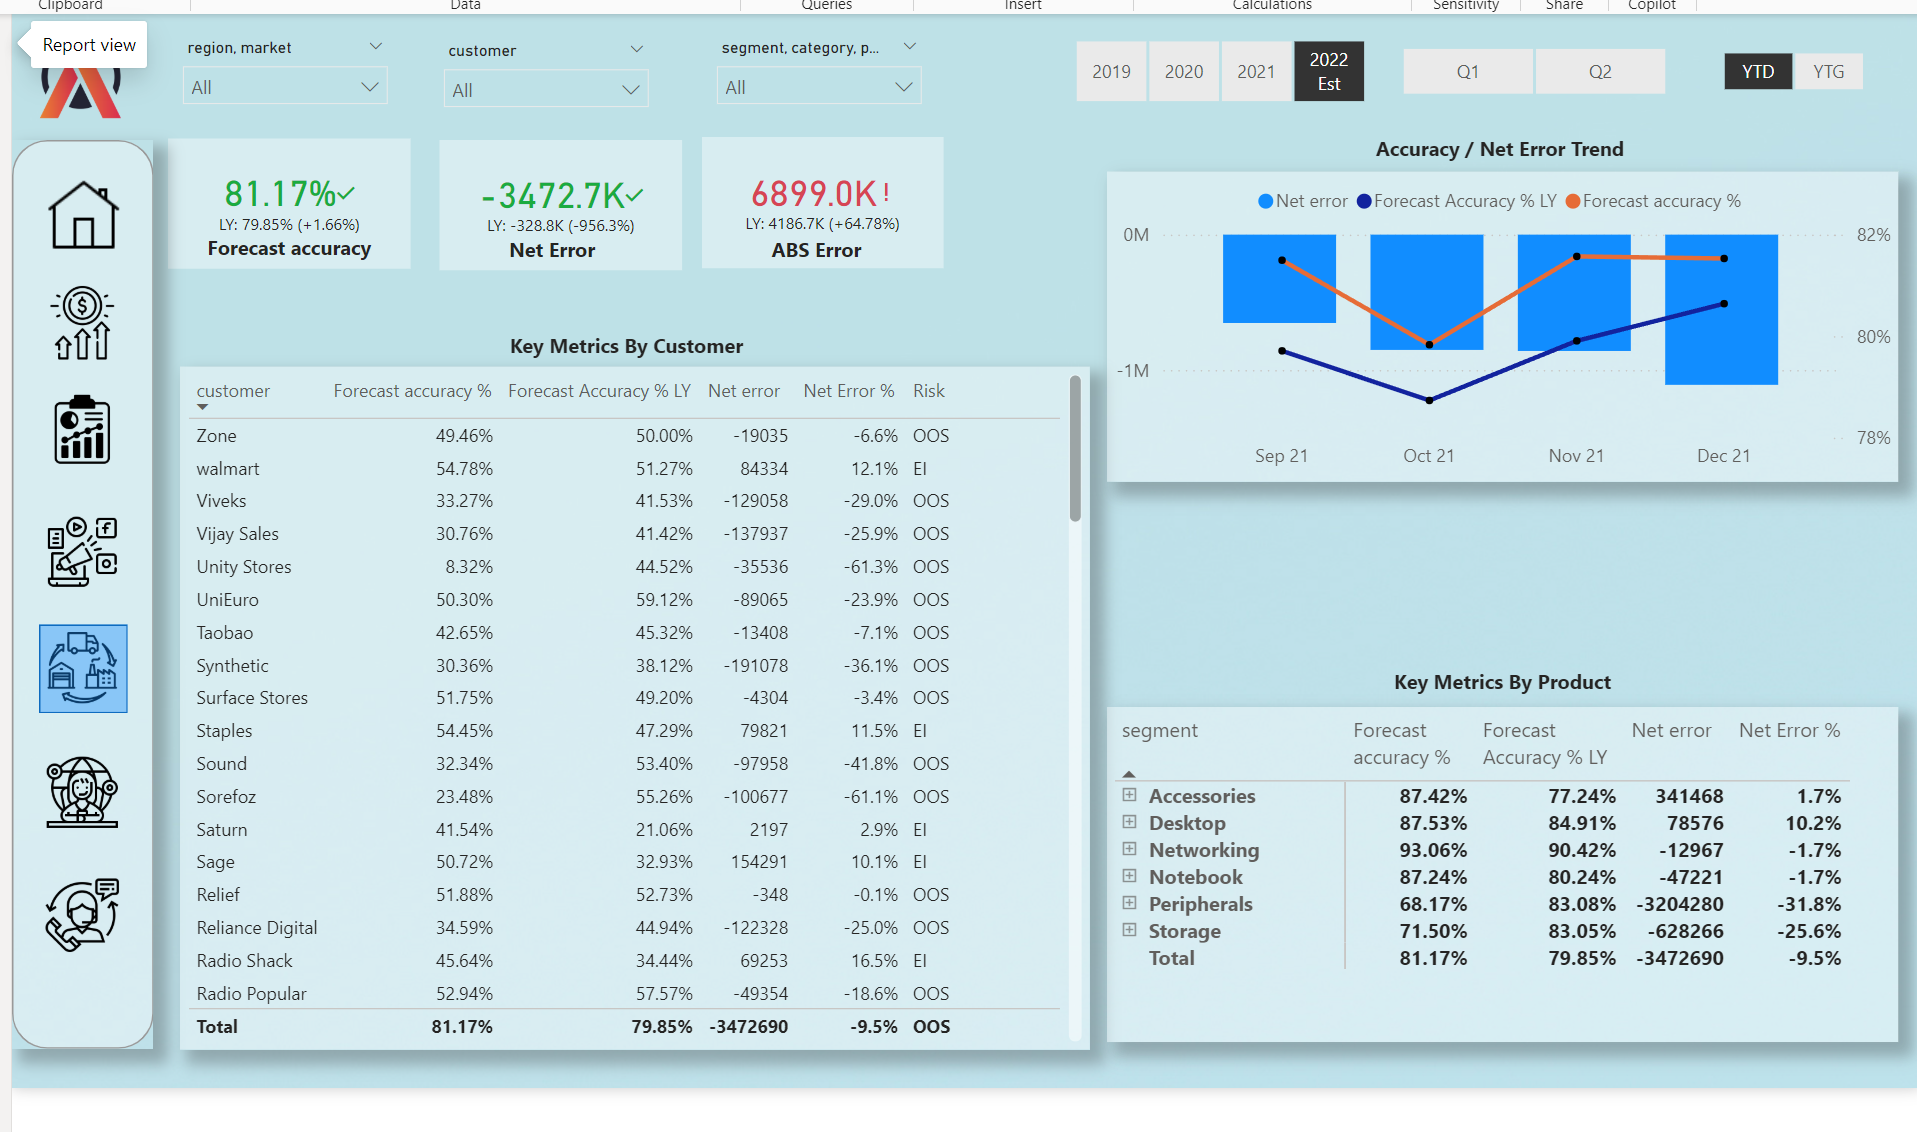 Clipboard Data Queries Insert Calculations Sensitivity Share Copilot
Report view
region, market
All
customer
All
segment, category, p...
All
2019 2020 2021 2022 Est
Q1 Q2
YTD YTG
81.17%
LY: 79.85% (+1.66%)
Forecast accuracy
-3472.7K
LY: -328.8K (-956.3%)
Net Error
6899.0K!
LY: 4186.7K (+64.78%)
ABS Error
Accuracy / Net Error Trend
Net error Forecast Accuracy % LY Forecast accuracy %
0M 82%
80%
-1M
78%
Sep 21 Oct 21 Nov 21 Dec 21
Key Metrics By Customer
customer Forecast accuracy % Forecast Accuracy % LY Net error Net Error % Risk
Zone 49.46% 50.00% -19035 -6.6% OOS
walmart 54.78% 51.27% 84334 12.1% EI
Viveks 33.27% 41.53% -129058 -29.0% OOS
Vijay Sales 30.76% 41.42% -137937 -25.9% OOS
Unity Stores 8.32% 44.52% -35536 -61.3% OOS
UniEuro 50.30% 59.12% -89065 -23.9% OOS
Taobao 42.65% 45.32% -13408 -7.1% OOS
Synthetic 30.36% 38.12% -191078 -36.1% OOS
Surface Stores 51.75% 49.20% -4304 -3.4% OOS
Staples 54.45% 47.29% 79821 11.5% EI
Sound 32.34% 53.40% -97958 -41.8% OOS
Sorefoz 23.48% 55.26% -100677 -61.1% OOS
Saturn 41.54% 21.06% 2197 2.9% EI
Sage 50.72% 32.93% 154291 10.1% EI
Relief 51.88% 52.73% -348 -0.1% OOS
Reliance Digital 34.59% 44.94% -122328 -25.0% OOS
Radio Shack 45.64% 34.44% 69253 16.5% EI
Radio Popular 52.94% 57.57% -49354 -18.6% OOS
Total 81.17% 79.85% -3472690 -9.5% OOS
Key Metrics By Product
segment Forecast accuracy % Forecast Accuracy % LY Net error Net Error %
Accessories 87.42% 77.24% 341468 1.7%
Desktop 87.53% 84.91% 78576 10.2%
Networking 93.06% 90.42% -12967 -1.7%
Notebook 87.24% 80.24% -47221 -1.7%
Peripherals 68.17% 83.08% -3204280 -31.8%
Storage 71.50% 83.05% -628266 -25.6%
Total 81.17% 79.85% -3472690 -9.5%